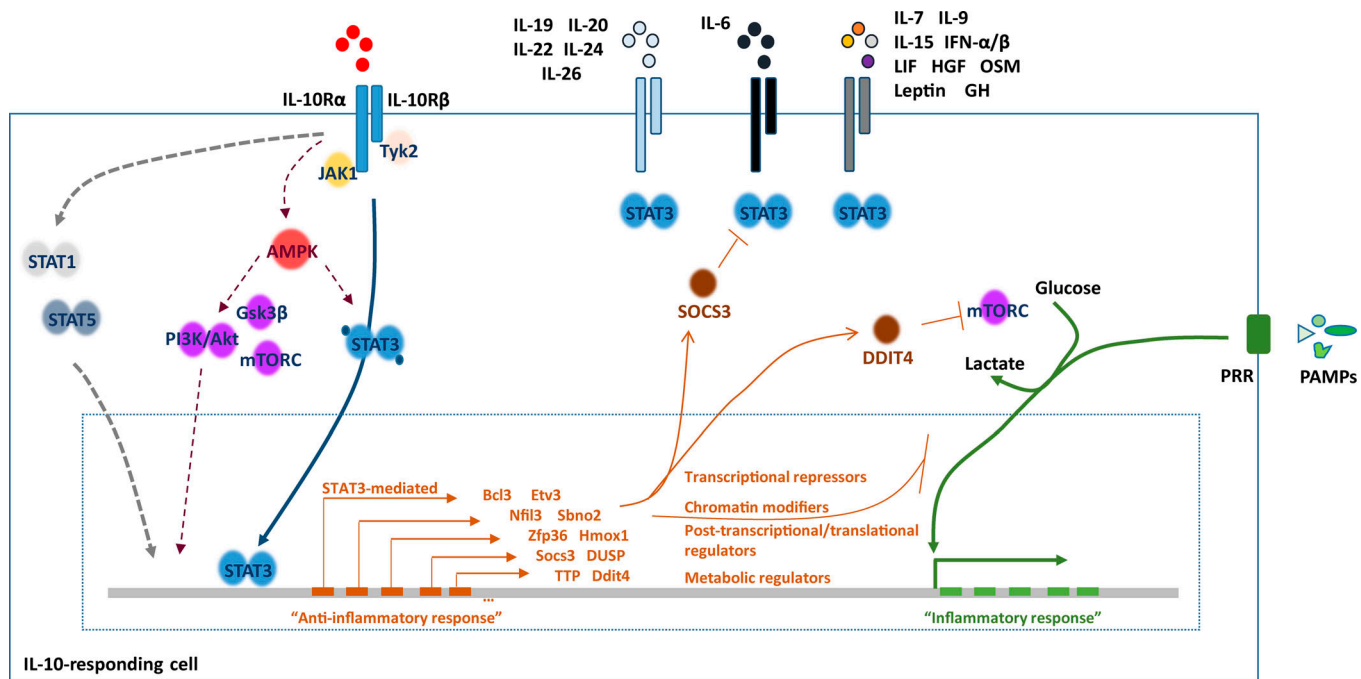 IL-19 IL-20
IL-22 IL-24
IL-26
IL-6
IL-7 IL-9
IL-15 IFN-α/β
LIF HGF OSM
Leptin GH
IL-10Rα
IL-10Rβ
Tyk2
JAK1
STAT3
STAT3
STAT3
STAT1
AMPK
STAT5
Gsk3β
PI3K/Akt
mTORC
STAT3
SOCS3
DDIT4
mTORC
Glucose
Lactate
PRR
PAMPs
STAT3-mediated
Bcl3 Etv3
Nfil3 Sbno2
Zfp36 Hmox1
Socs3 DUSP
TTP Ddit4
...
Transcriptional repressors
Chromatin modifiers
Post-transcriptional/translational
regulators
Metabolic regulators
STAT3
“Anti-inflammatory response”
“Inflammatory response”
IL-10-responding cell